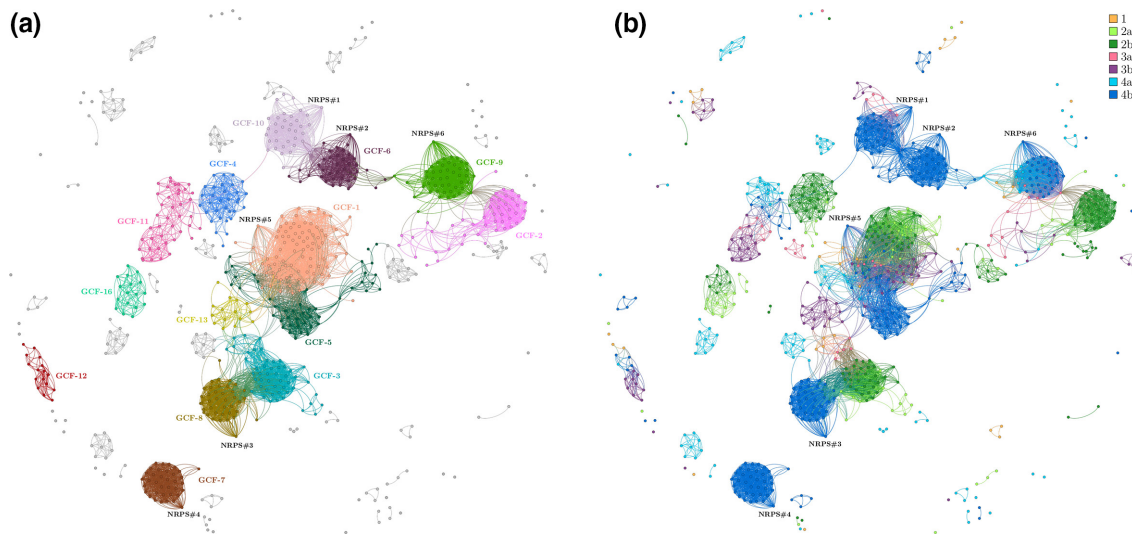 (a)
NRPS#1
GCF-10
NRPS#2
NRPS#6
GCF-6
GCF-9
GCF-4
GCF-1
GCF-11
NRPS#5
GCF-2
GCF-16
GCF-13
GCF-5
GCF-12
GCF-3
GCF-8
NRPS#3
GCF-7
NRPS#4
(b)
1
2a
2b
3a
3b
4a
4b
NRPS#1
NRPS#2
NRPS#6
NRPS#5
NRPS#3
NRPS#4